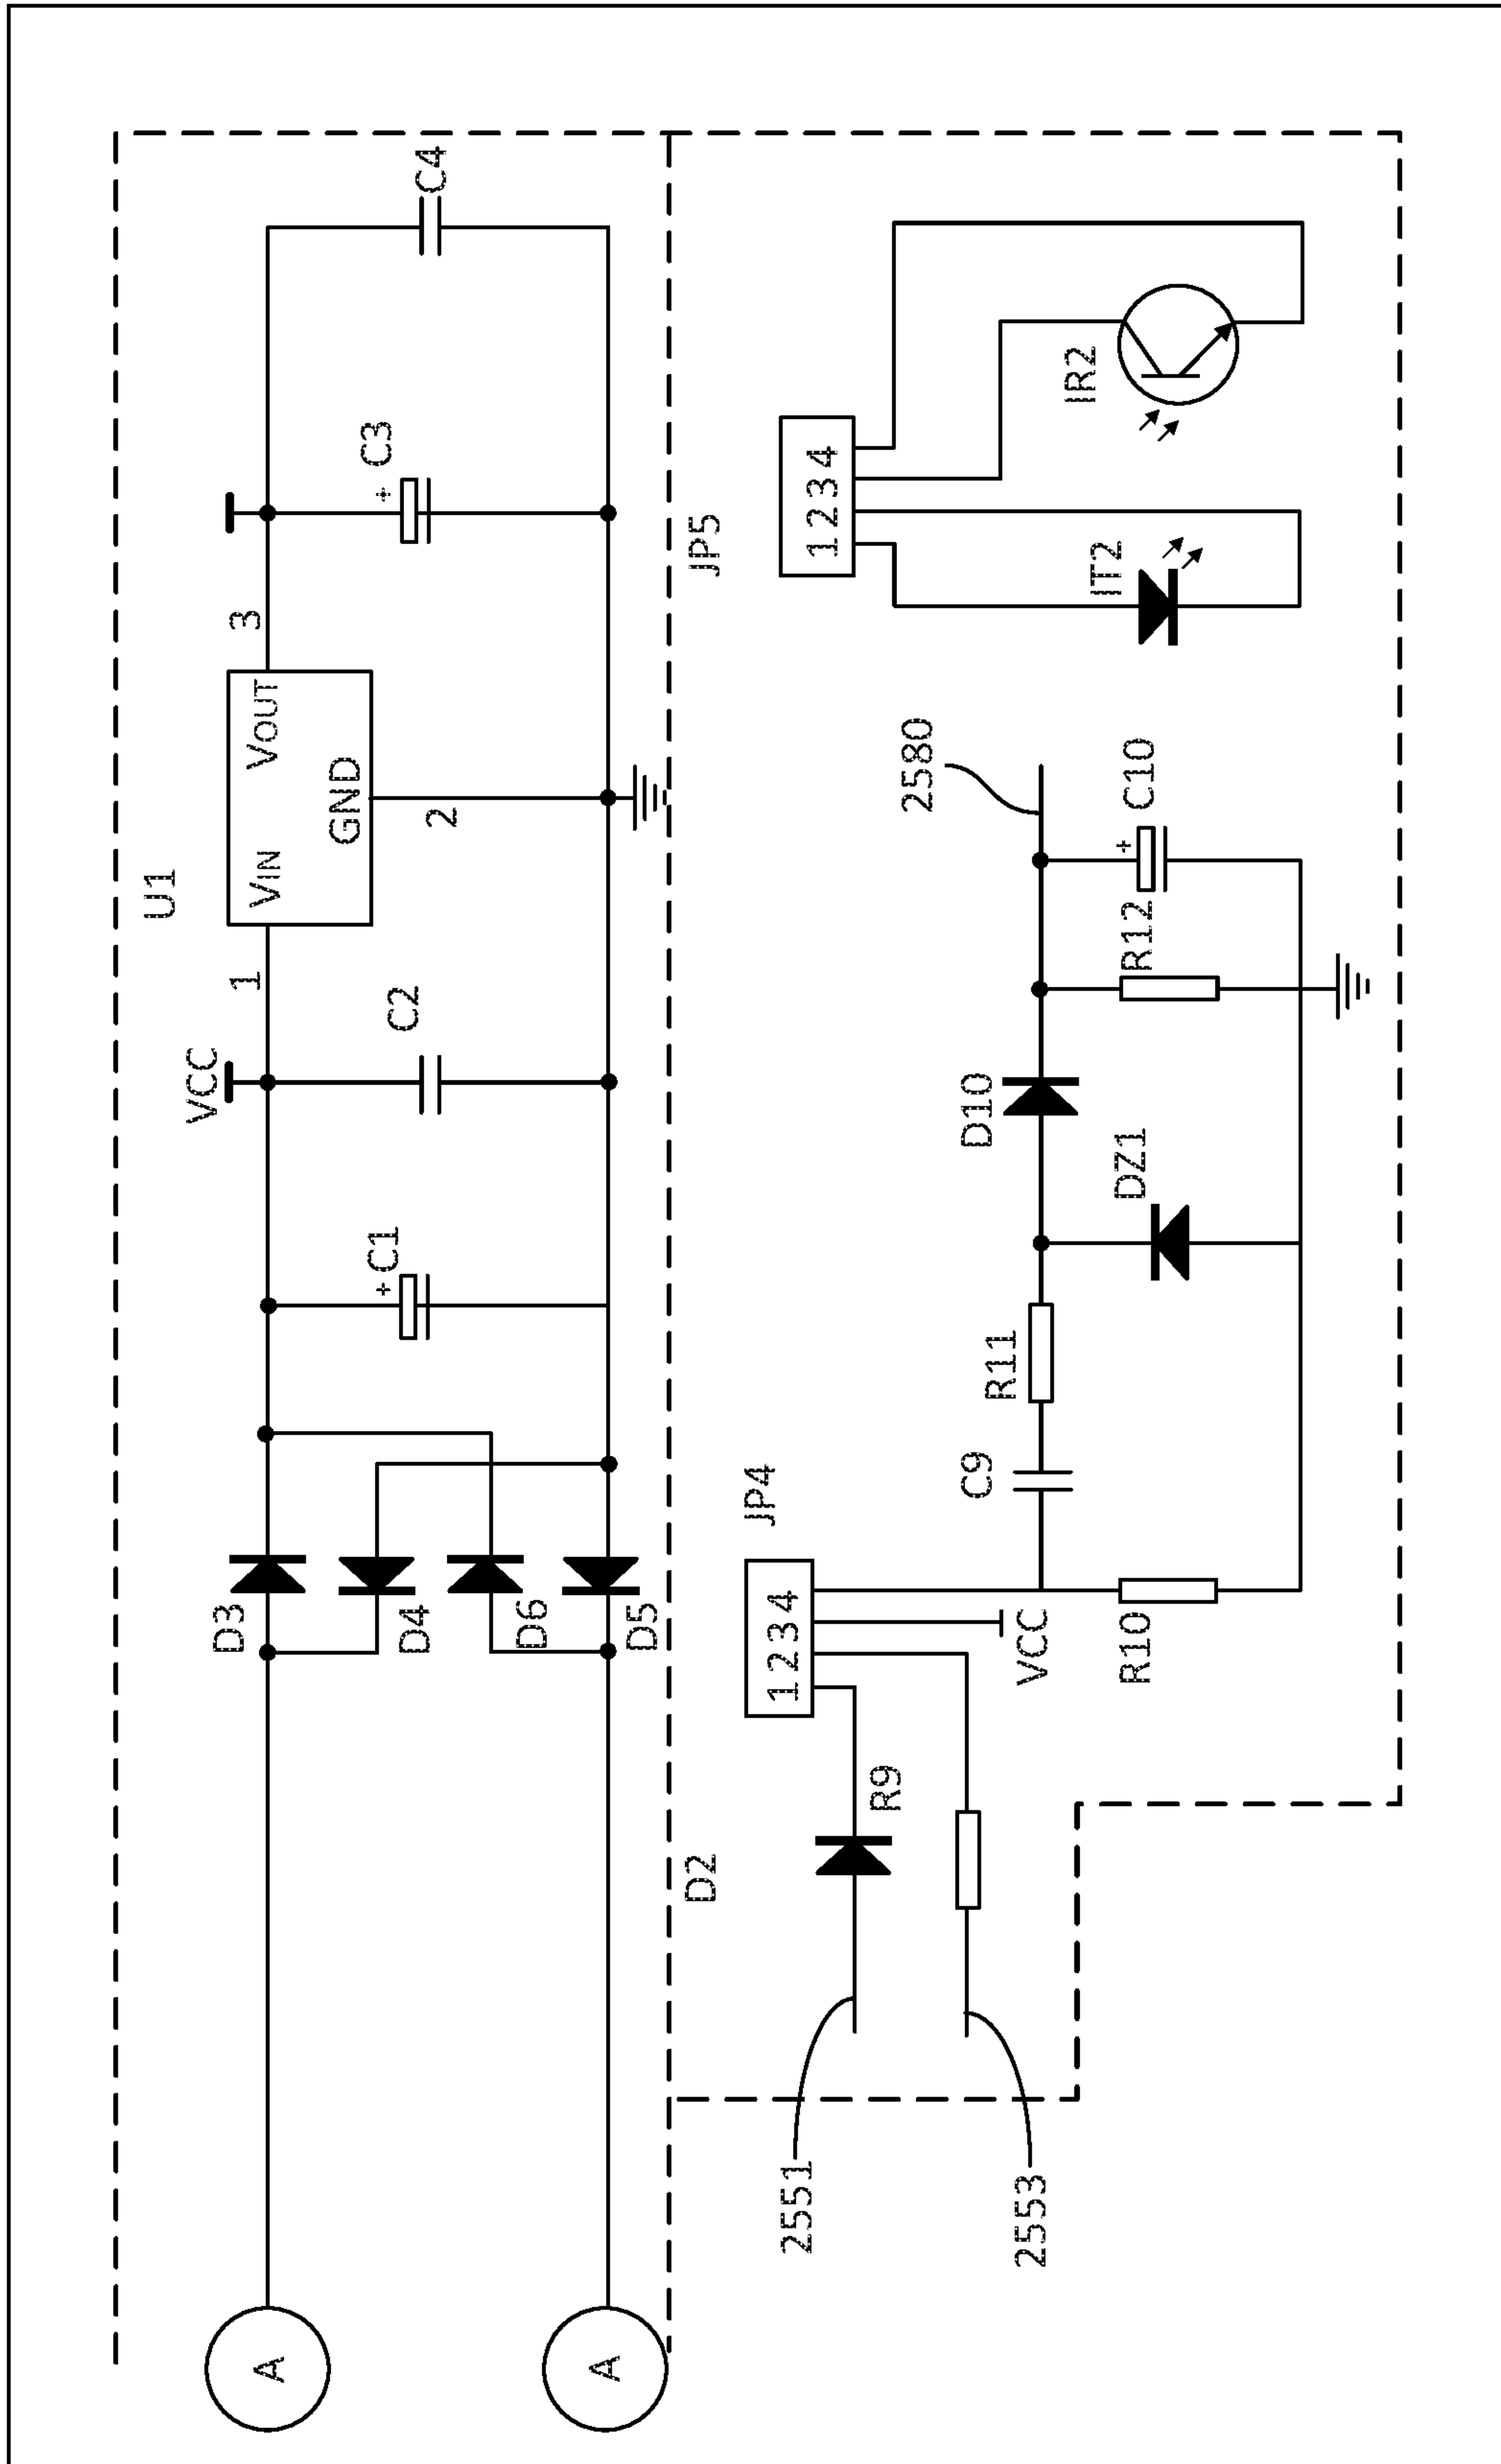 U1
VCC
1
VIN
VOUT
GND
3
2
D3
D4
D6
D5
+
C1
C2
+
C3
C4
A
A
D2
R9
JP4
1 2 3 4
VCC
R10
C9
R11
D10
DZ1
R12
+
C10
2580
2551
2553
JP5
1 2 3 4
IT2
IR2